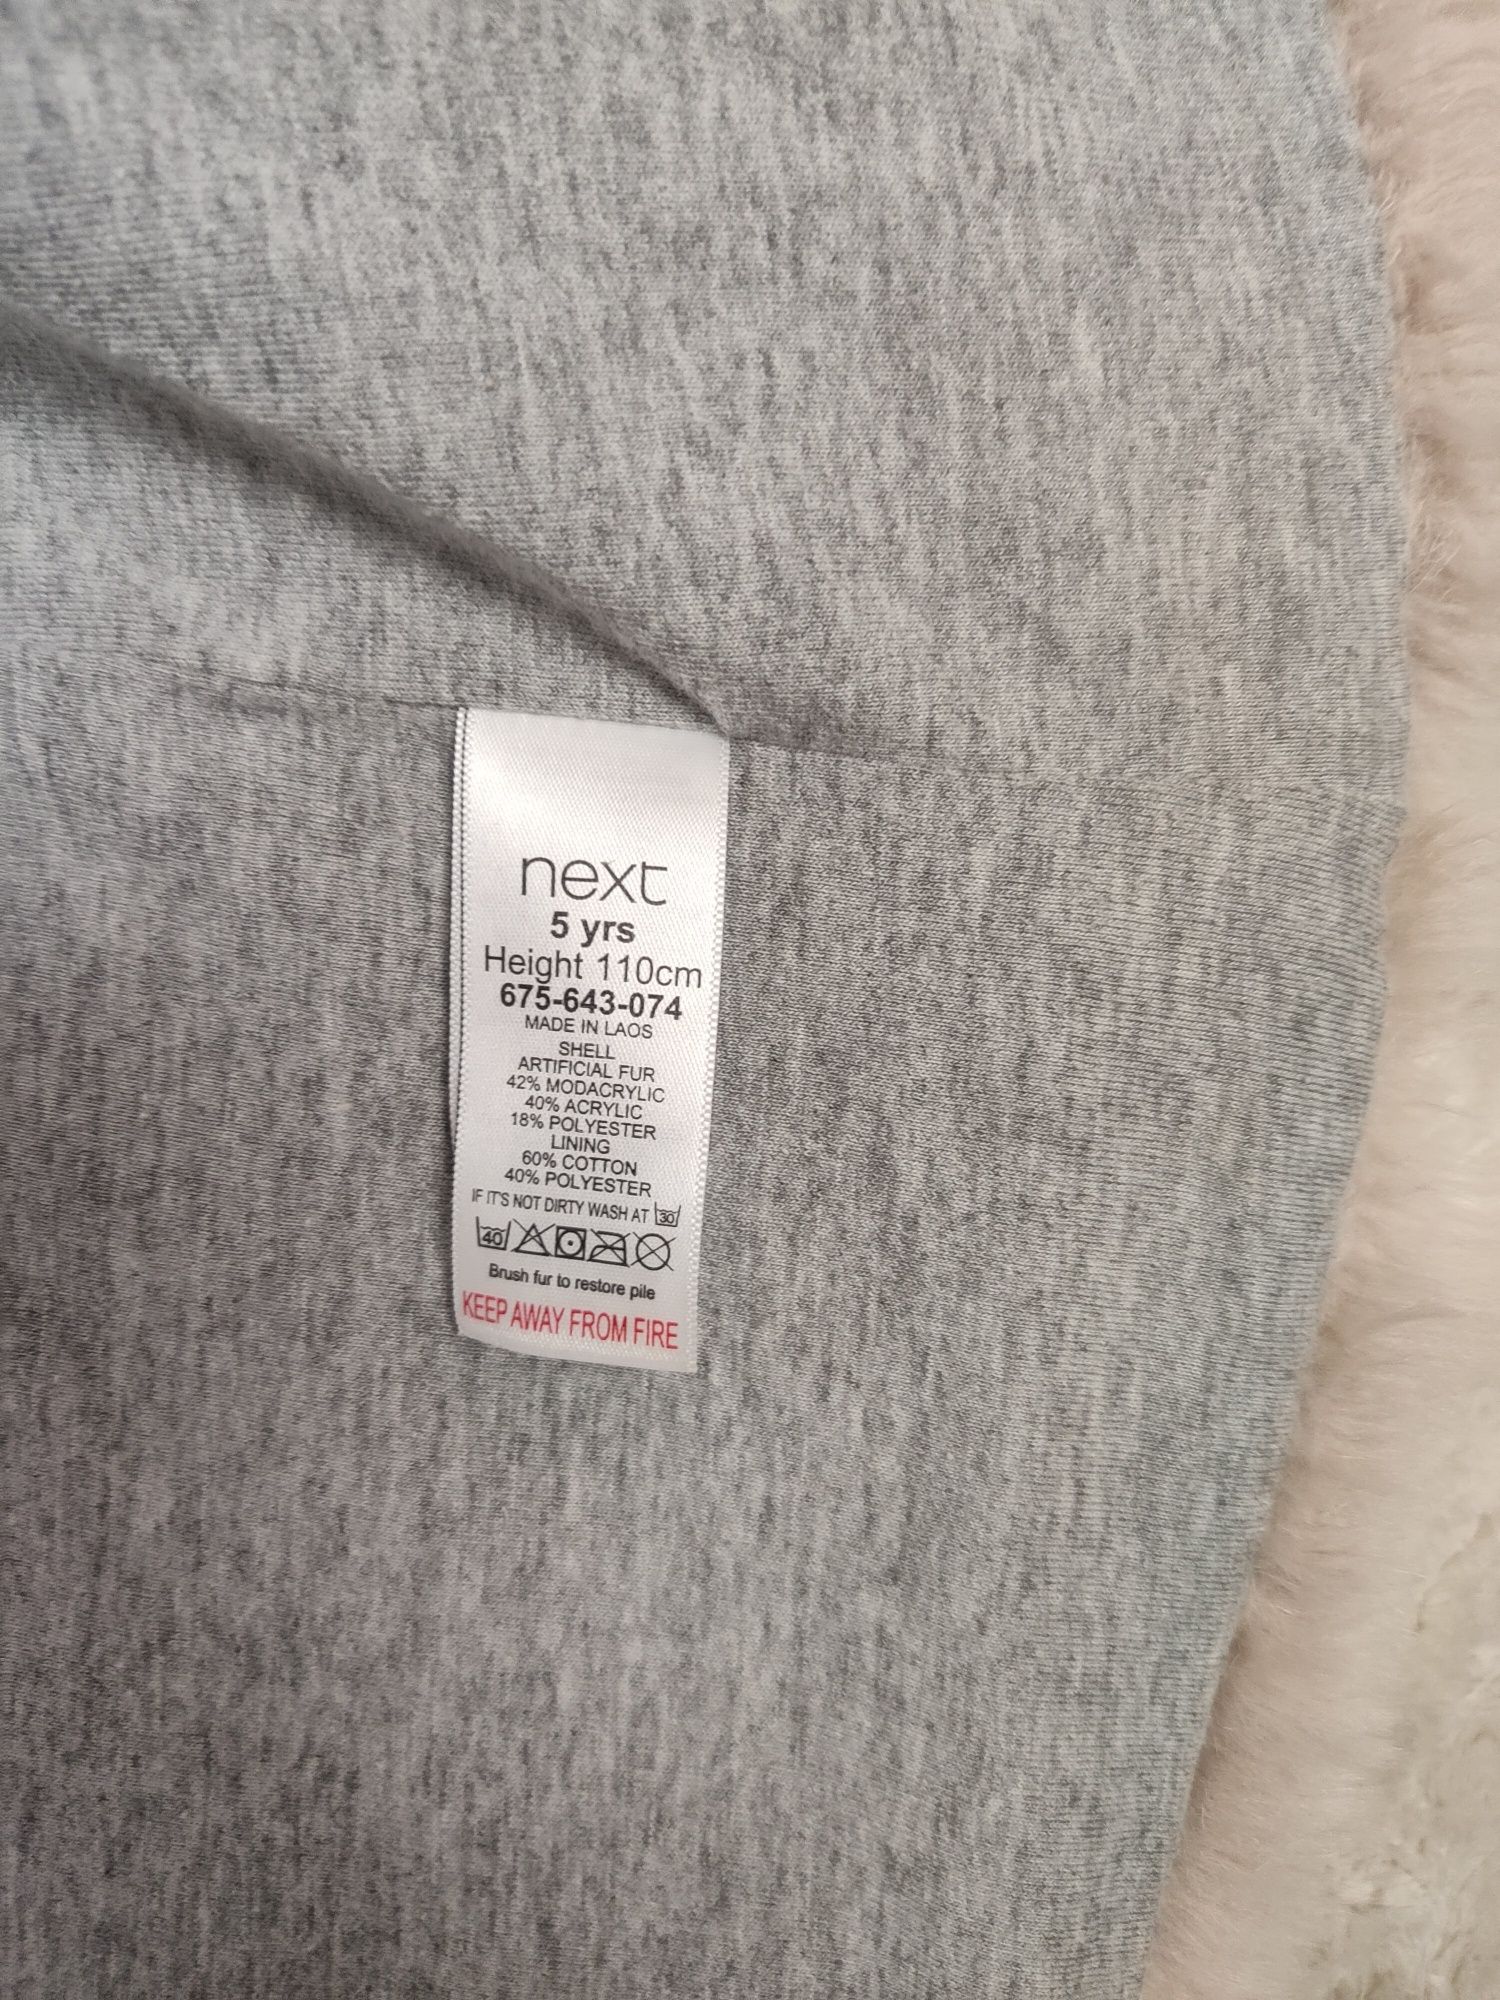 next
5 yrs
Height 110cm
675-643-074
MADE IN LAOS
SHELL
ARTIFICIAL FUR
42% MODACRYLIC
40% ACRYLIC
18% POLYESTER
LINING
60% COTTON
40% POLYESTER
IF IT'S NOT DIRTY WASH AT 30
40
Brush fur to restore pile
KEEP AWAY FROM FIRE